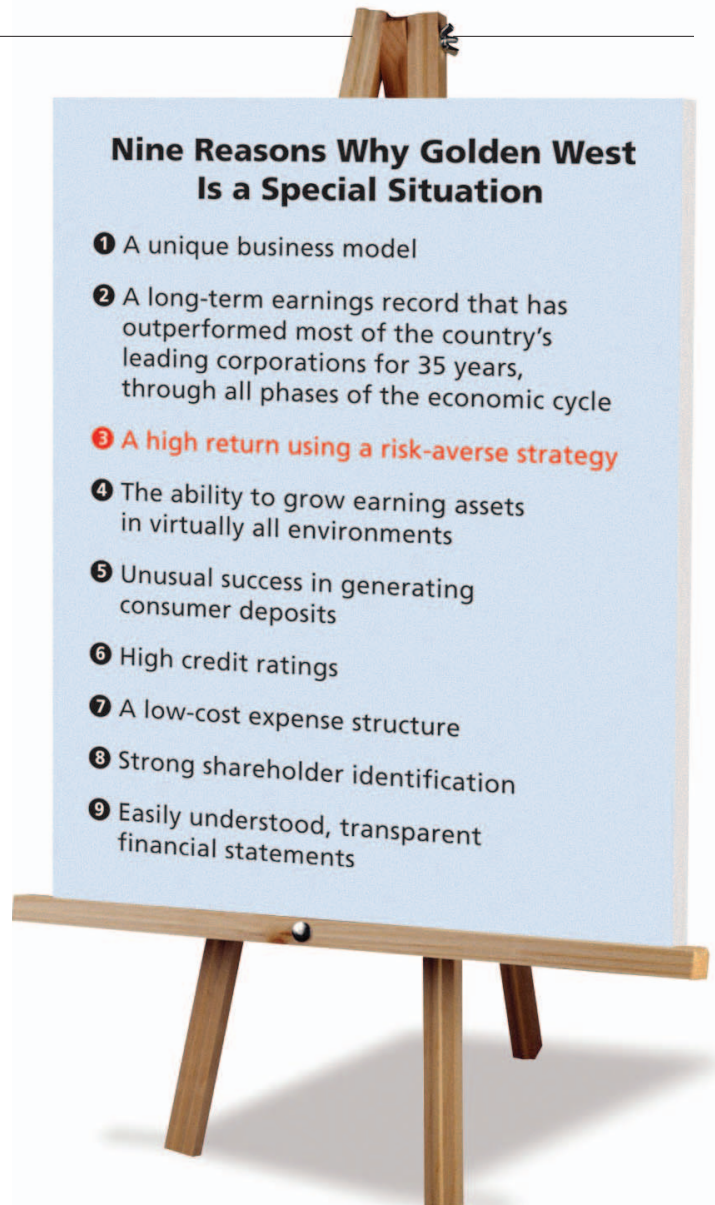 Nine Reasons Why Golden West
Is a Special Situation
❶ A unique business model
❷ A long-term earnings record that has
outperformed most of the country’s
leading corporations for 35 years,
through all phases of the economic cycle
❸ A high return using a risk-averse strategy
❹ The ability to grow earning assets
in virtually all environments
❺ Unusual success in generating
consumer deposits
❻ High credit ratings
❼ A low-cost expense structure
❽ Strong shareholder identification
❾ Easily understood, transparent
financial statements